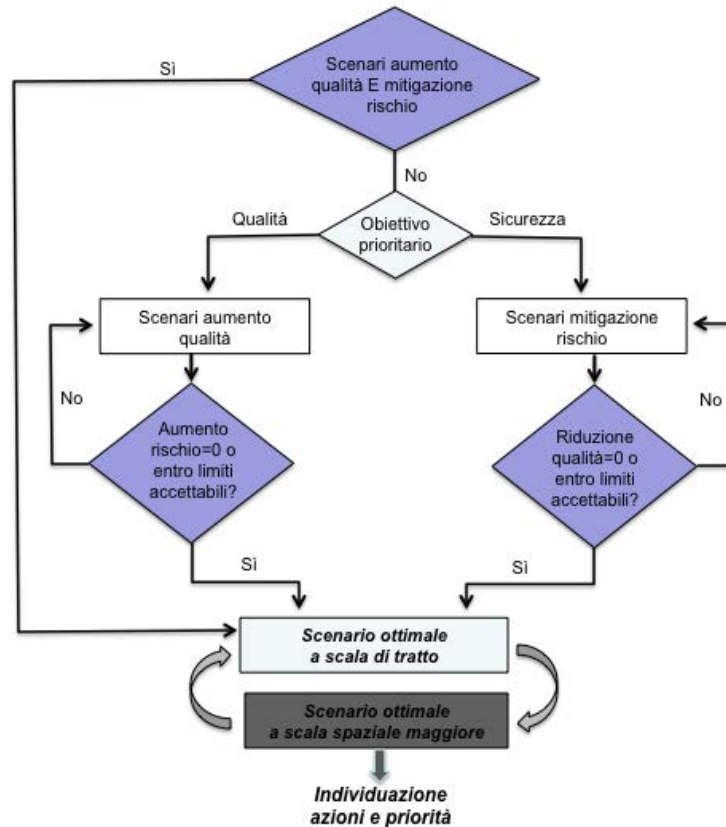 Scenari aumento
qualità E mitigazione
rischio
Sì
No
Qualità
Obiettivo
prioritario
Sicurezza
Scenari aumento
qualità
Scenari mitigazione
rischio
No
Aumento
rischio=0 o
entro limiti
accettabili?
Riduzione
qualità=0 o
entro limiti
accettabili?
No
Sì
Sì
Scenario ottimale
a scala di tratto
Scenario ottimale
a scala spaziale maggiore
Individuazione
azioni e priorità